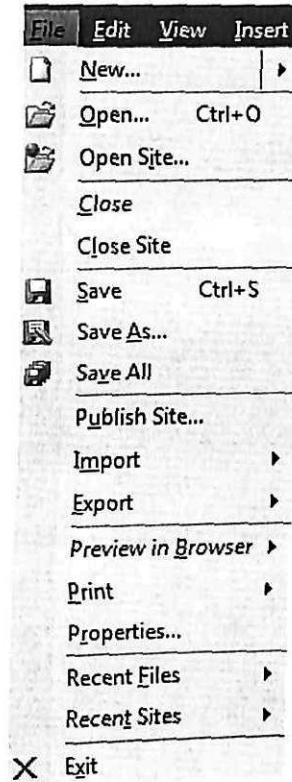 File Edit View Insert
New...
Open... Ctrl+O
Open Site...
Close
Close Site
Save Ctrl+S
Save As...
Save All
Publish Site...
Import
Export
Preview in Browser
Print
Properties...
Recent Files
Recent Sites
Exit